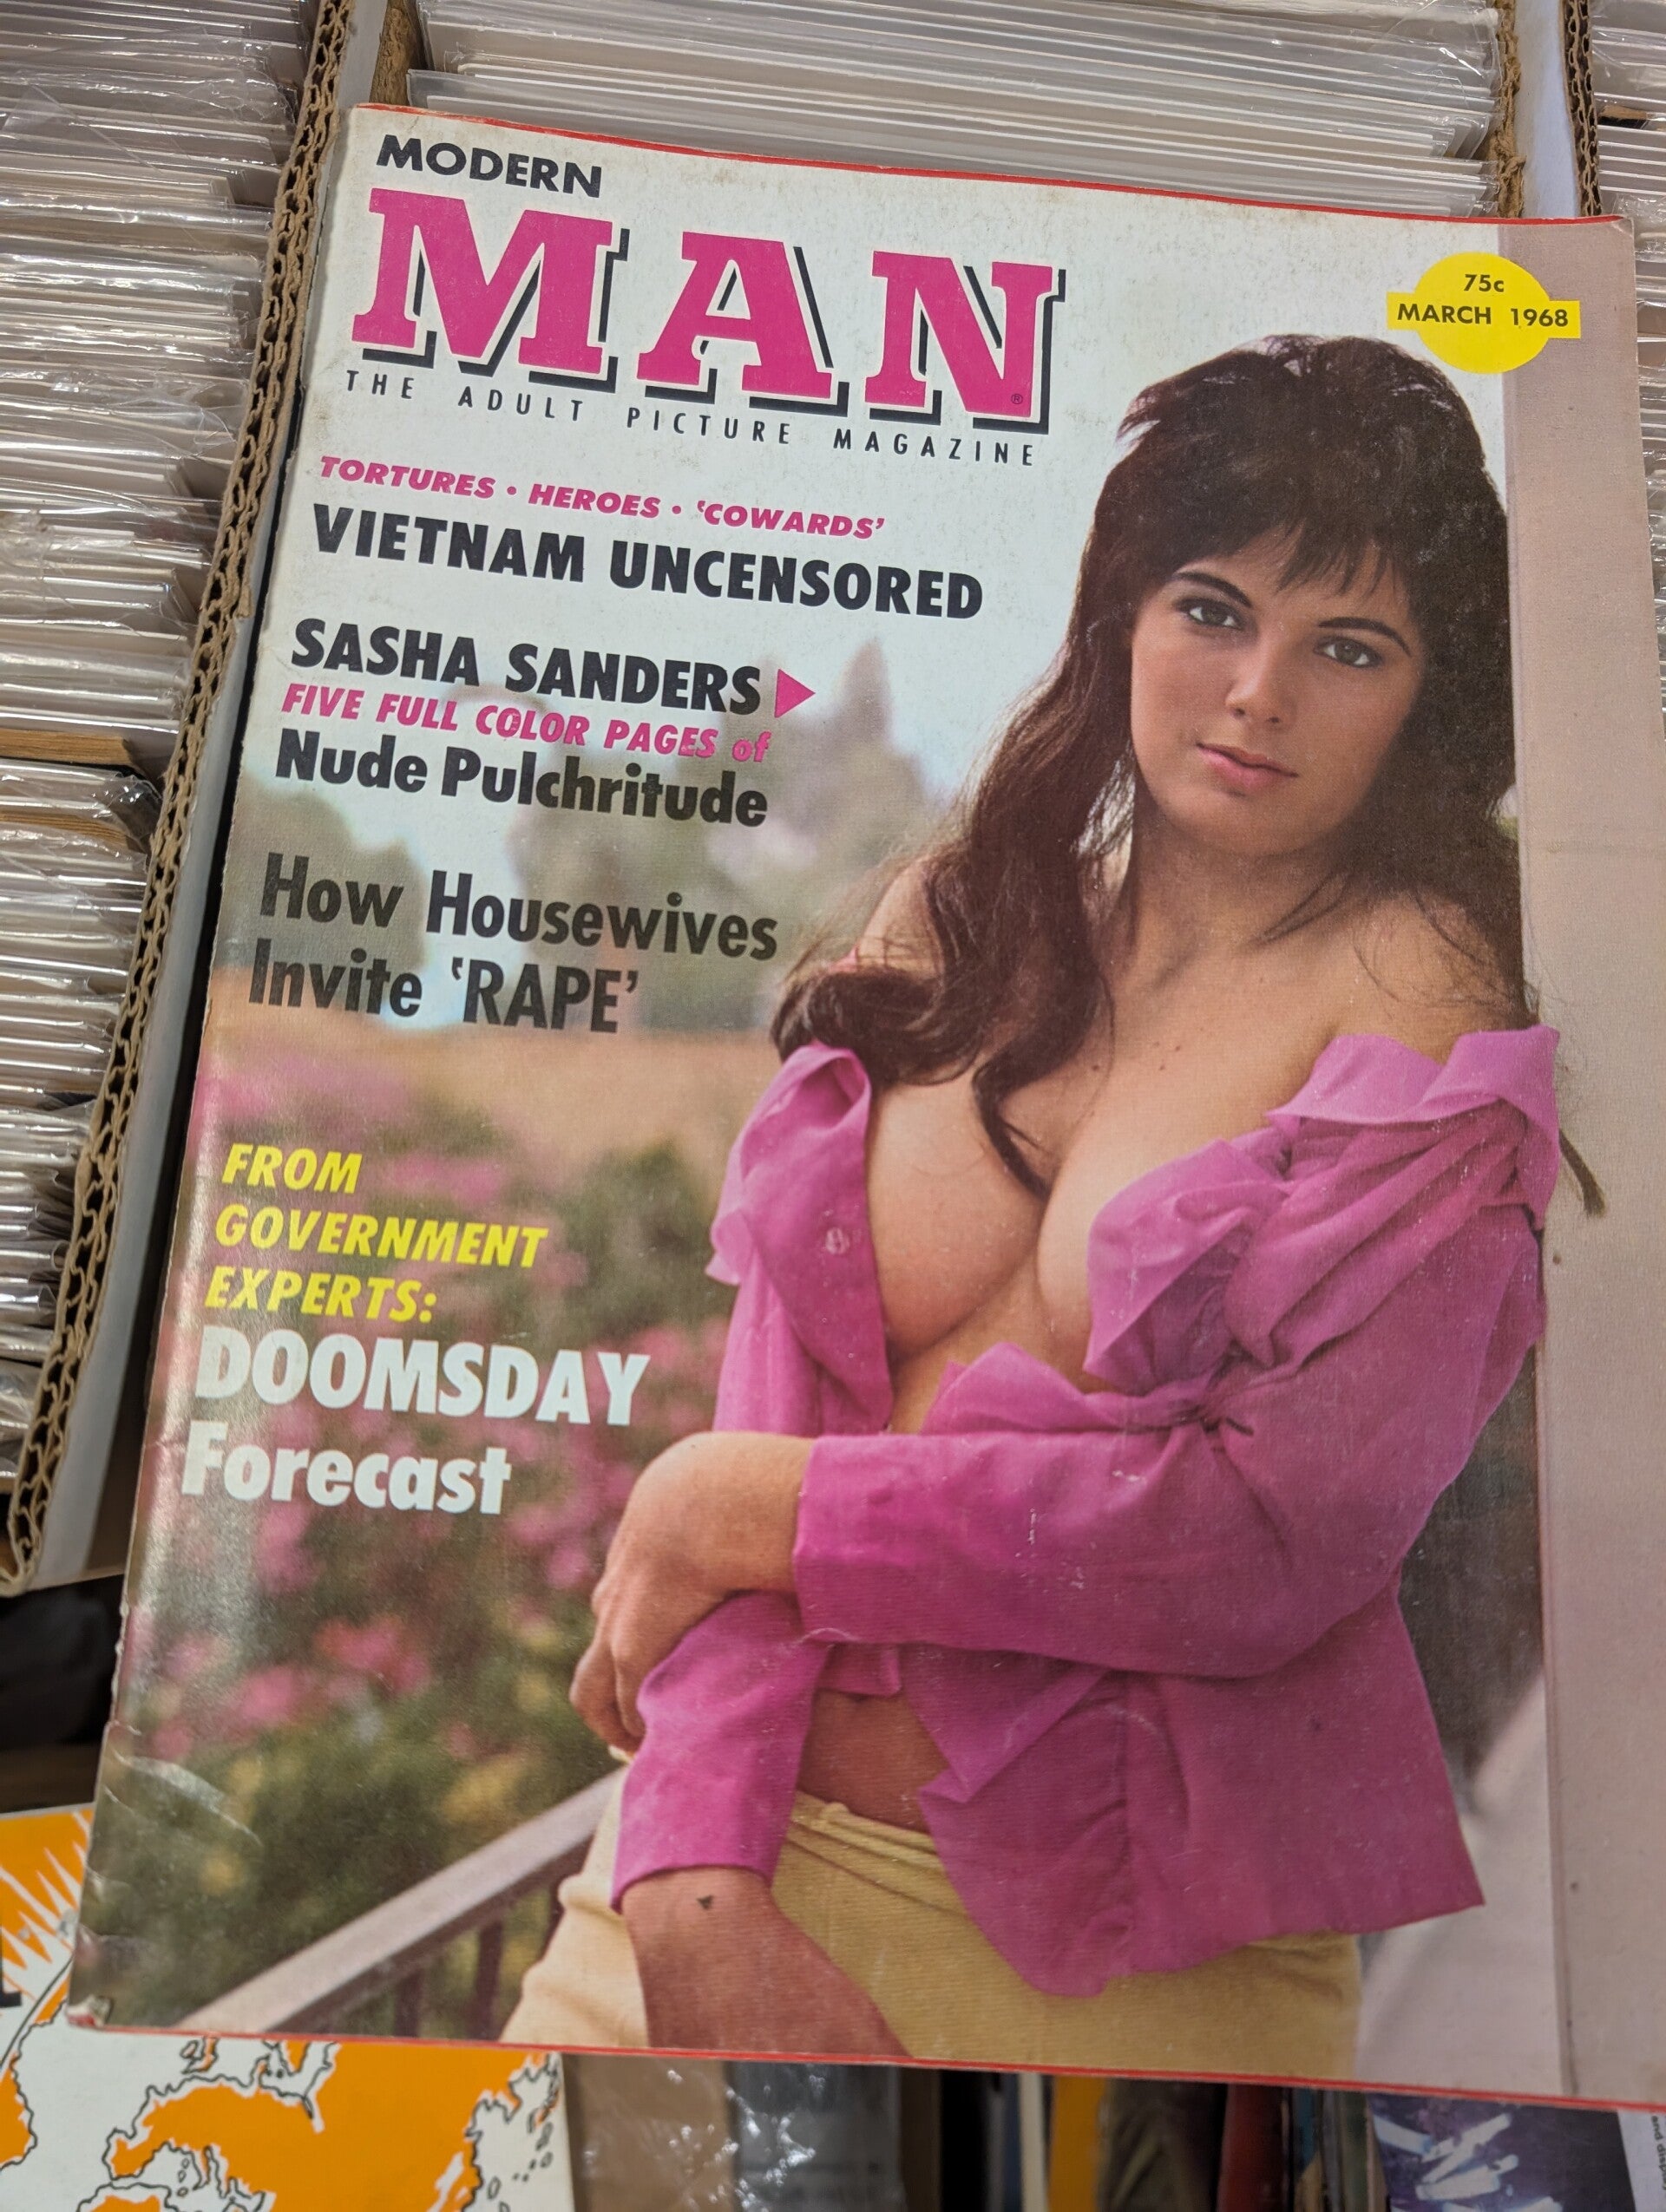 MODERN
MAN®
THE ADULT PICTURE MAGAZINE
75c
MARCH 1968
TORTURES • HEROES • ‘COWARDS’
VIETNAM UNCENSORED
SASHA SANDERS
FIVE FULL COLOR PAGES of
Nude Pulchritude
How Housewives
Invite ‘RAPE’
FROM
GOVERNMENT
EXPERTS:
DOOMSDAY
Forecast